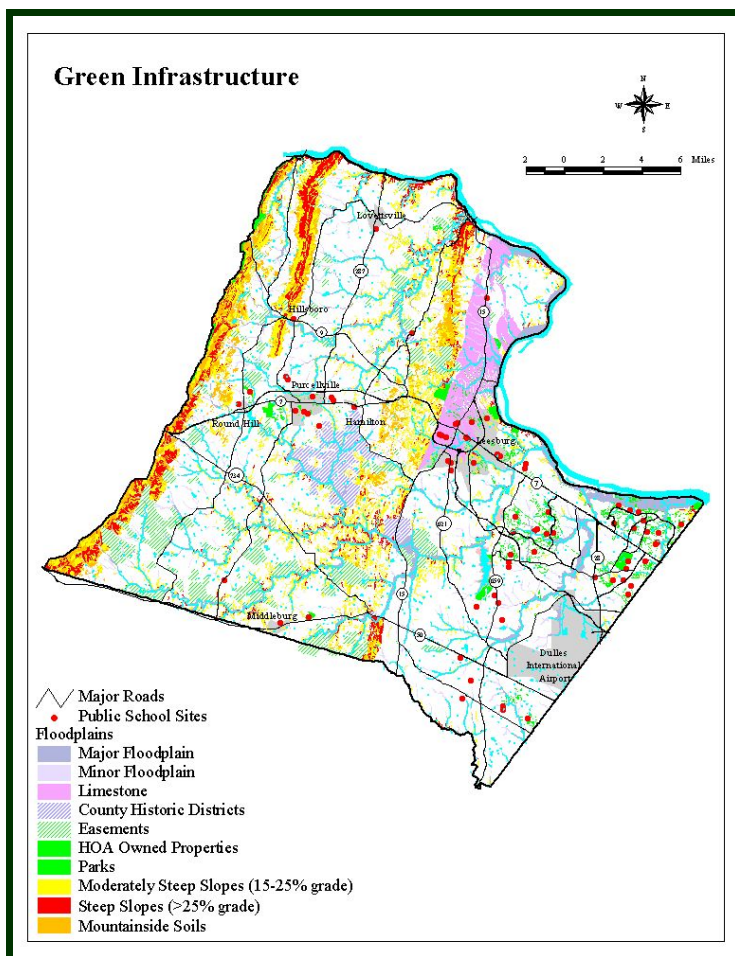 Green Infrastructure
N
W E
S
2 0 2 4 6 Miles
Lovettsville
287
Hillsboro
9
15
Purcellville
7
Round Hill
Hamilton
Leesburg
734
7
621
28
659
15
Middleburg
50
Dulles
International
Airport
Major Roads
Public School Sites
Floodplains
Major Floodplain
Minor Floodplain
Limestone
County Historic Districts
Easements
HOA Owned Properties
Parks
Moderately Steep Slopes (15-25% grade)
Steep Slopes (>25% grade)
Mountainside Soils